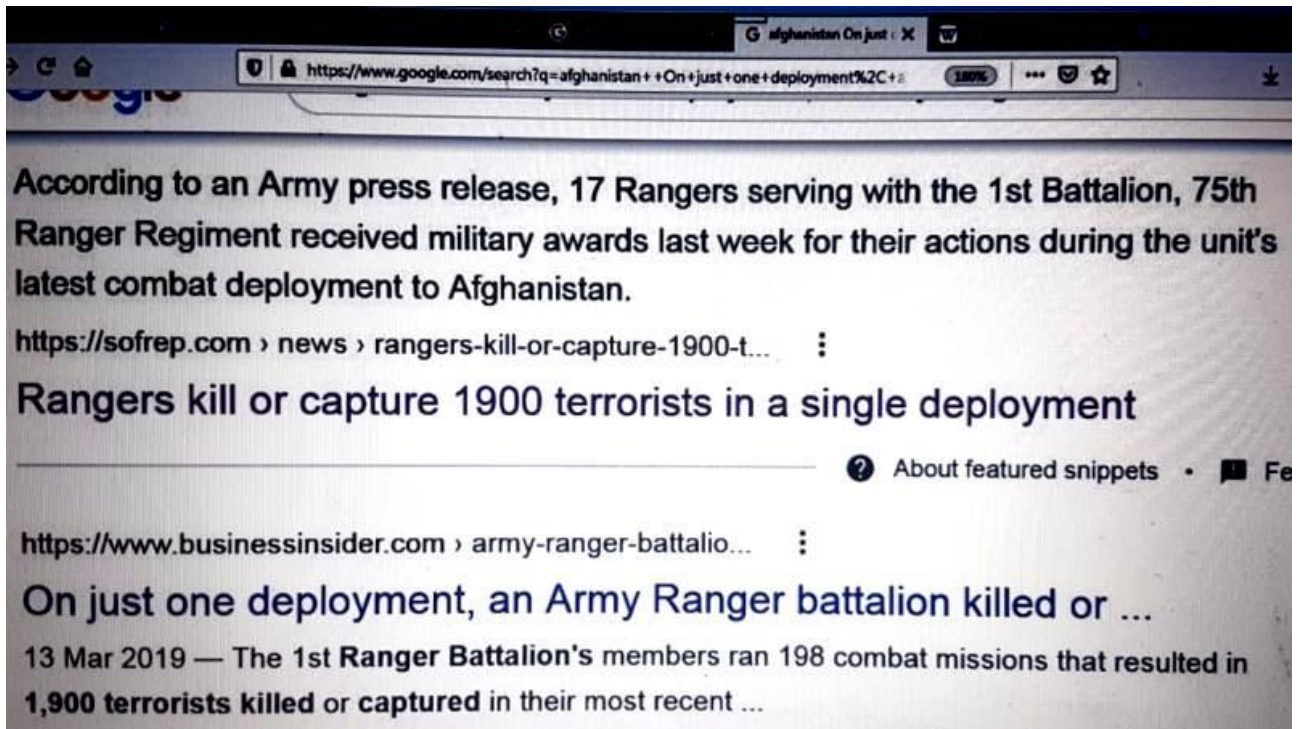 G afghanistan On just
https://www.google.com/search?q=afghanistan+ +On+just+one+deployment%2C+a
180%
According to an Army press release, 17 Rangers serving with the 1st Battalion, 75th
Ranger Regiment received military awards last week for their actions during the unit's
latest combat deployment to Afghanistan.
https://sofrep.com › news › rangers-kill-or-capture-1900-t...
Rangers kill or capture 1900 terrorists in a single deployment
About featured snippets • Fe
https://www.businessinsider.com › army-ranger-battalio...
On just one deployment, an Army Ranger battalion killed or ...
13 Mar 2019 — The 1st Ranger Battalion's members ran 198 combat missions that resulted in
1,900 terrorists killed or captured in their most recent ...